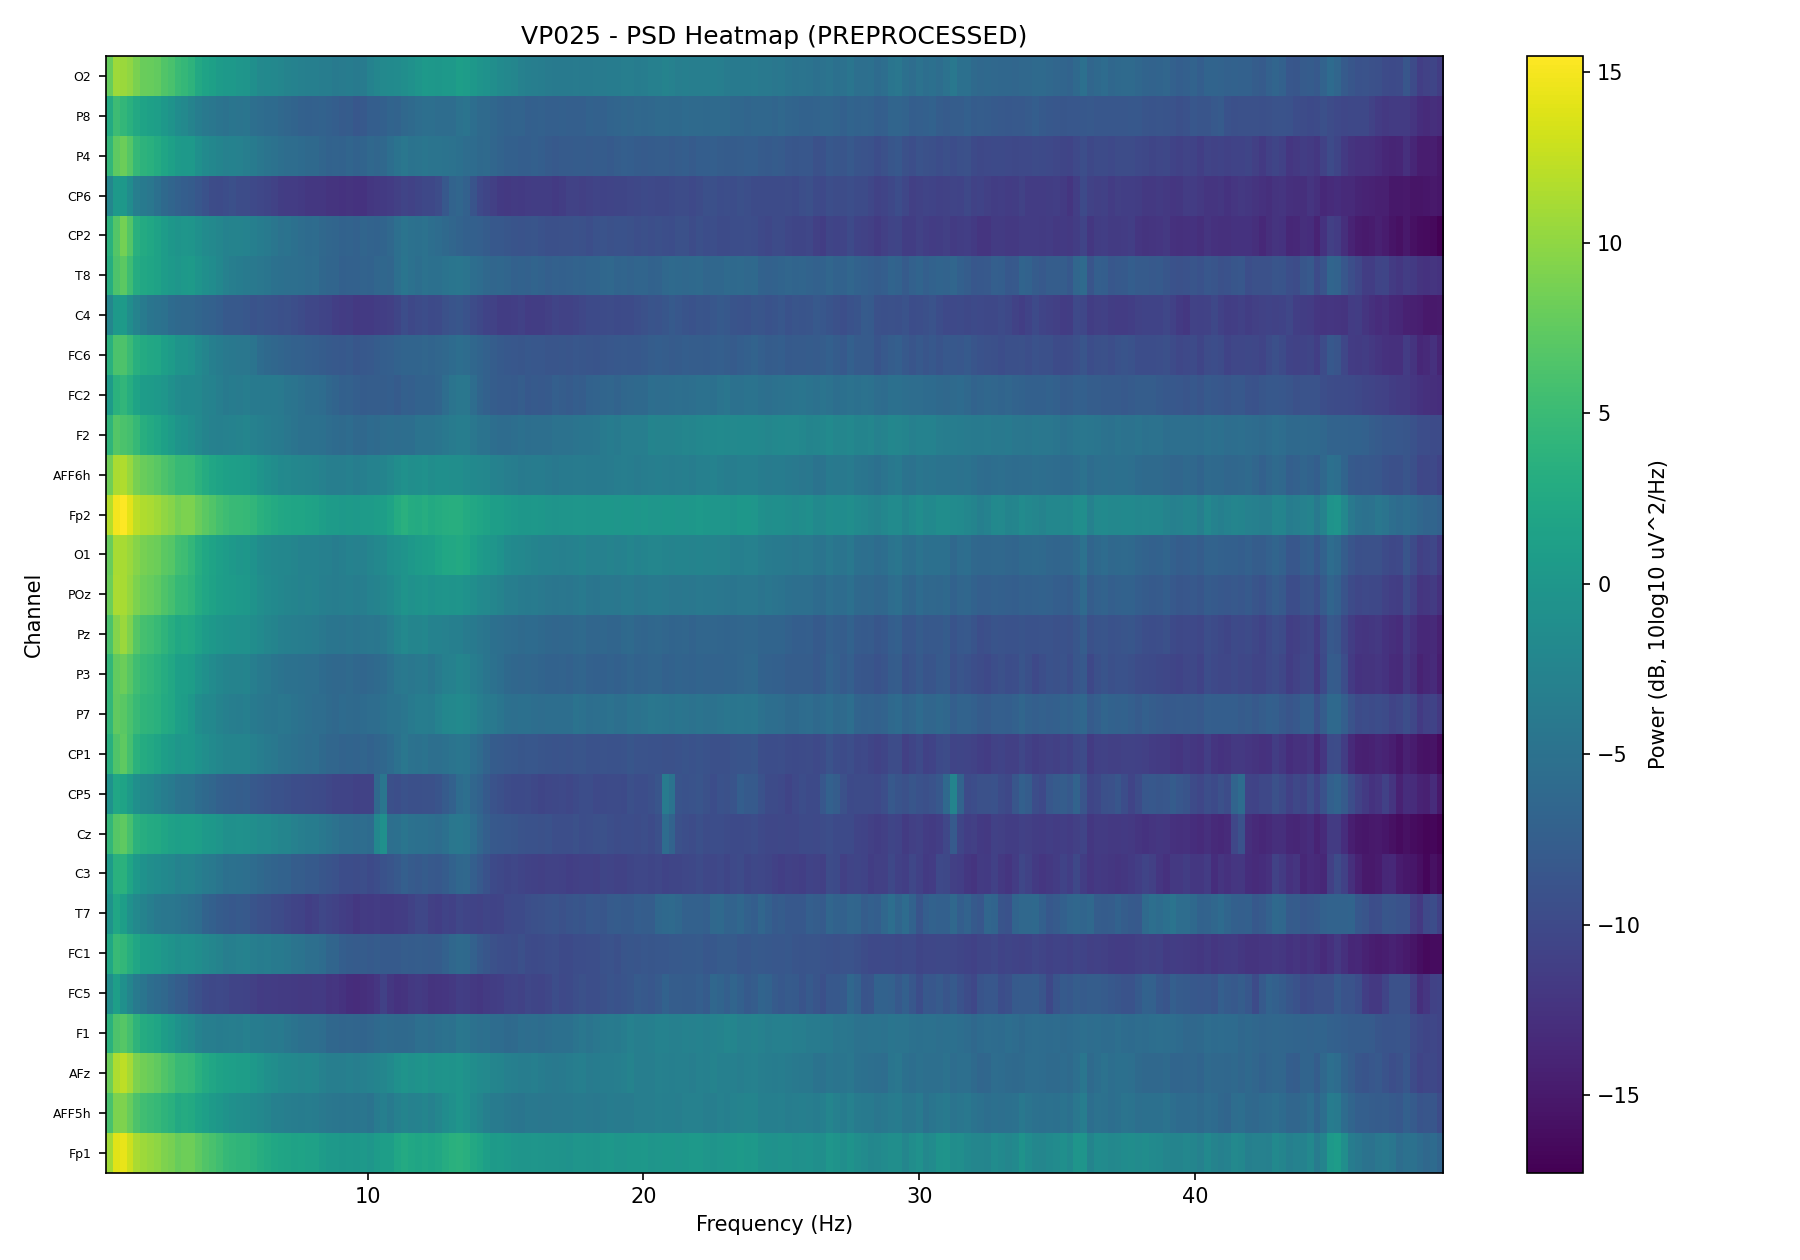 VP025 - PSD Heatmap (PREPROCESSED)
O2
P8
P4
CP6
CP2
T8
C4
FC6
FC2
F2
AFF6h
Fp2
O1
POz
Pz
P3
P7
CP1
CP5
Cz
C3
T7
FC1
FC5
F1
AFz
AFF5h
Fp1
Channel
10
20
30
40
Frequency (Hz)
15
10
5
0
−5
−10
−15
Power (dB, 10log10 uV^2/Hz)